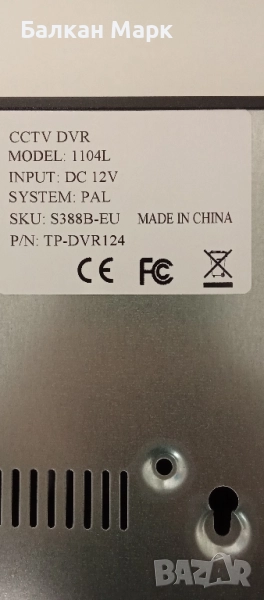 Балкан Марк
CCTV DVR
MODEL: 1104L
INPUT: DC 12V
SYSTEM: PAL
SKU: S388B-EU MADE IN CHINA
P/N: TP-DVR124
CE FC
BAZAR